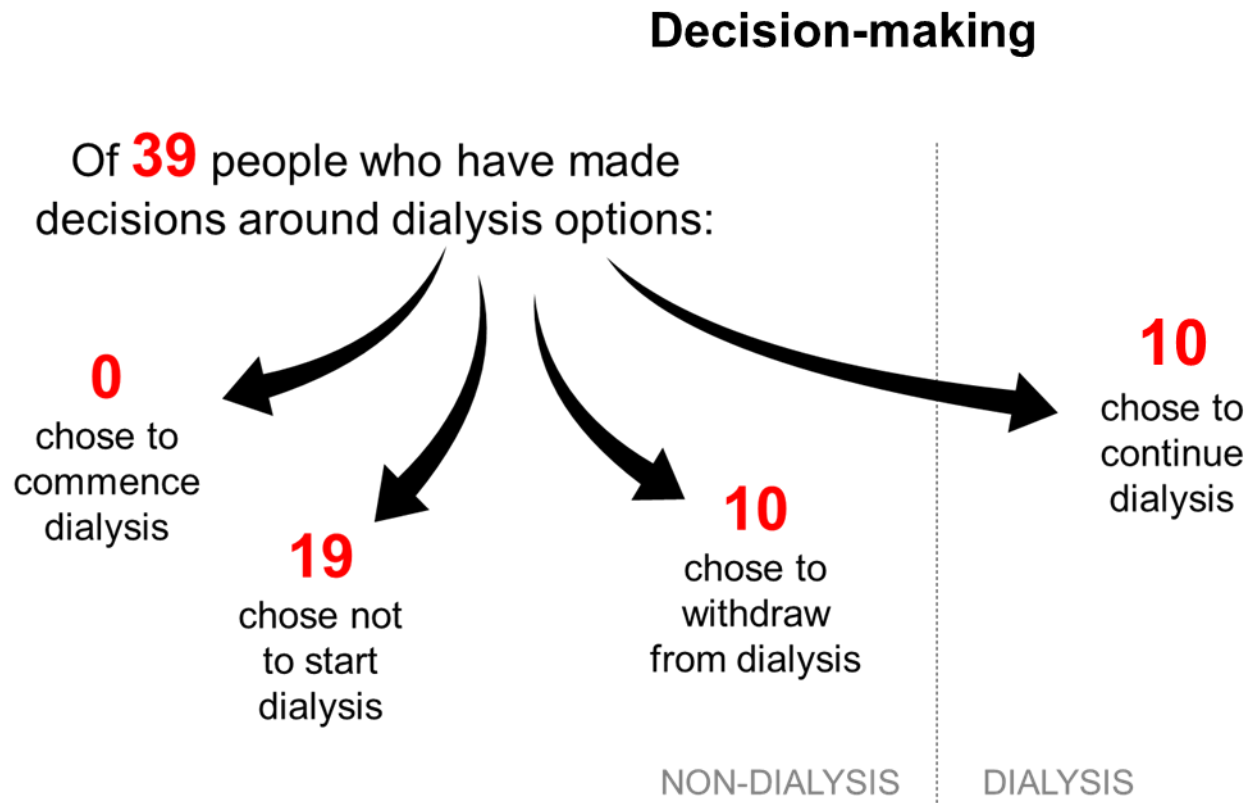 Decision-making
Of 39 people who have made
decisions around dialysis options:
0
chose to
commence
dialysis
19
chose not
to start
dialysis
10
chose to
withdraw
from dialysis
10
chose to
continue
dialysis
NON-DIALYSIS
DIALYSIS